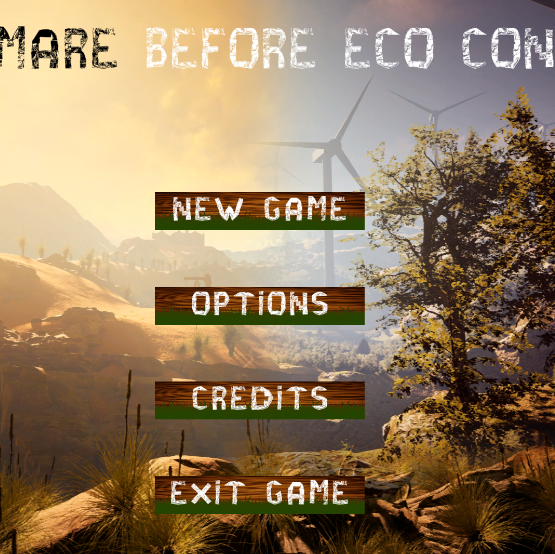 MARE BEFORE ECO CON
NEW GAME
OPTIONS
CREDITS
EXIT GAME